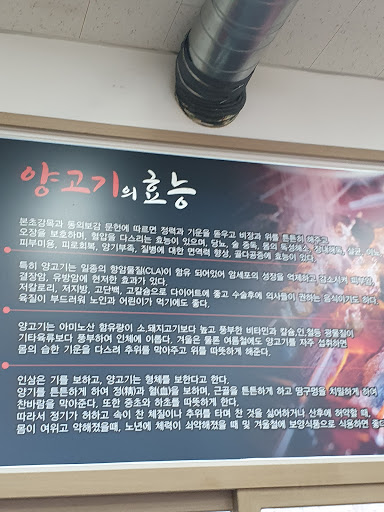 양고기의 효능
본초강목과 동의보감 문헌에 따르면 정력과 기운을 돋우고 비장과 위를 튼튼히 해주고,
오장을 보호하며, 혈압을 다스리는 효능이 있으며, 당뇨, 술 중독, 몸의 독성해소, 장내해독, 살균, 이뇨,
피부미용, 피로회복, 양기부족, 질병에 대한 면역력 향상, 골다공증에 효능이 있다.
특히 양고기는 일종의 항암물질(CLA)이 함유 되어있어 암세포의 성장을 억제하고 감소시켜 피부암,
결장암, 유방암에 현저한 효과가 있다.
저칼로리, 저지방, 고단백, 고칼슘으로 다이어트에 좋고 수술후에 의사들이 권하는 음식이기도 하다.
육질이 부드러워 노인과 어린이가 먹기에도 좋다.
양고기는 아미노산 함유량이 소,돼지고기보다 높고 풍부한 비타민과 칼슘,인,철등 광물질이
기타육류보다 풍부하여 인체에 이롭다. 겨울은 물론 여름철에도 양고기를 자주 섭취하면
몸의 습한 기운을 다스려 추위를 막아주고 위를 따뜻하게 해준다.
인삼은 기를 보하고, 양고기는 형체를 보한다고 한다.
양기를 튼튼하게 하여 정(精)과 혈(血)을 보하며, 근골을 튼튼하게 하고 땀구멍을 치밀하게 하여
찬바람을 막아준다. 또한 중초와 하초를 따뜻하게 한다.
따라서 정기가 허하고 속이 찬 체질이나 추위를 타며 찬 것을 싫어하거나 산후에 허약할 때,
몸이 여위고 약해졌을때, 노년에 체력이 쇠약해졌을 때 및 겨울철에 보양식품으로 식용하면 좋다